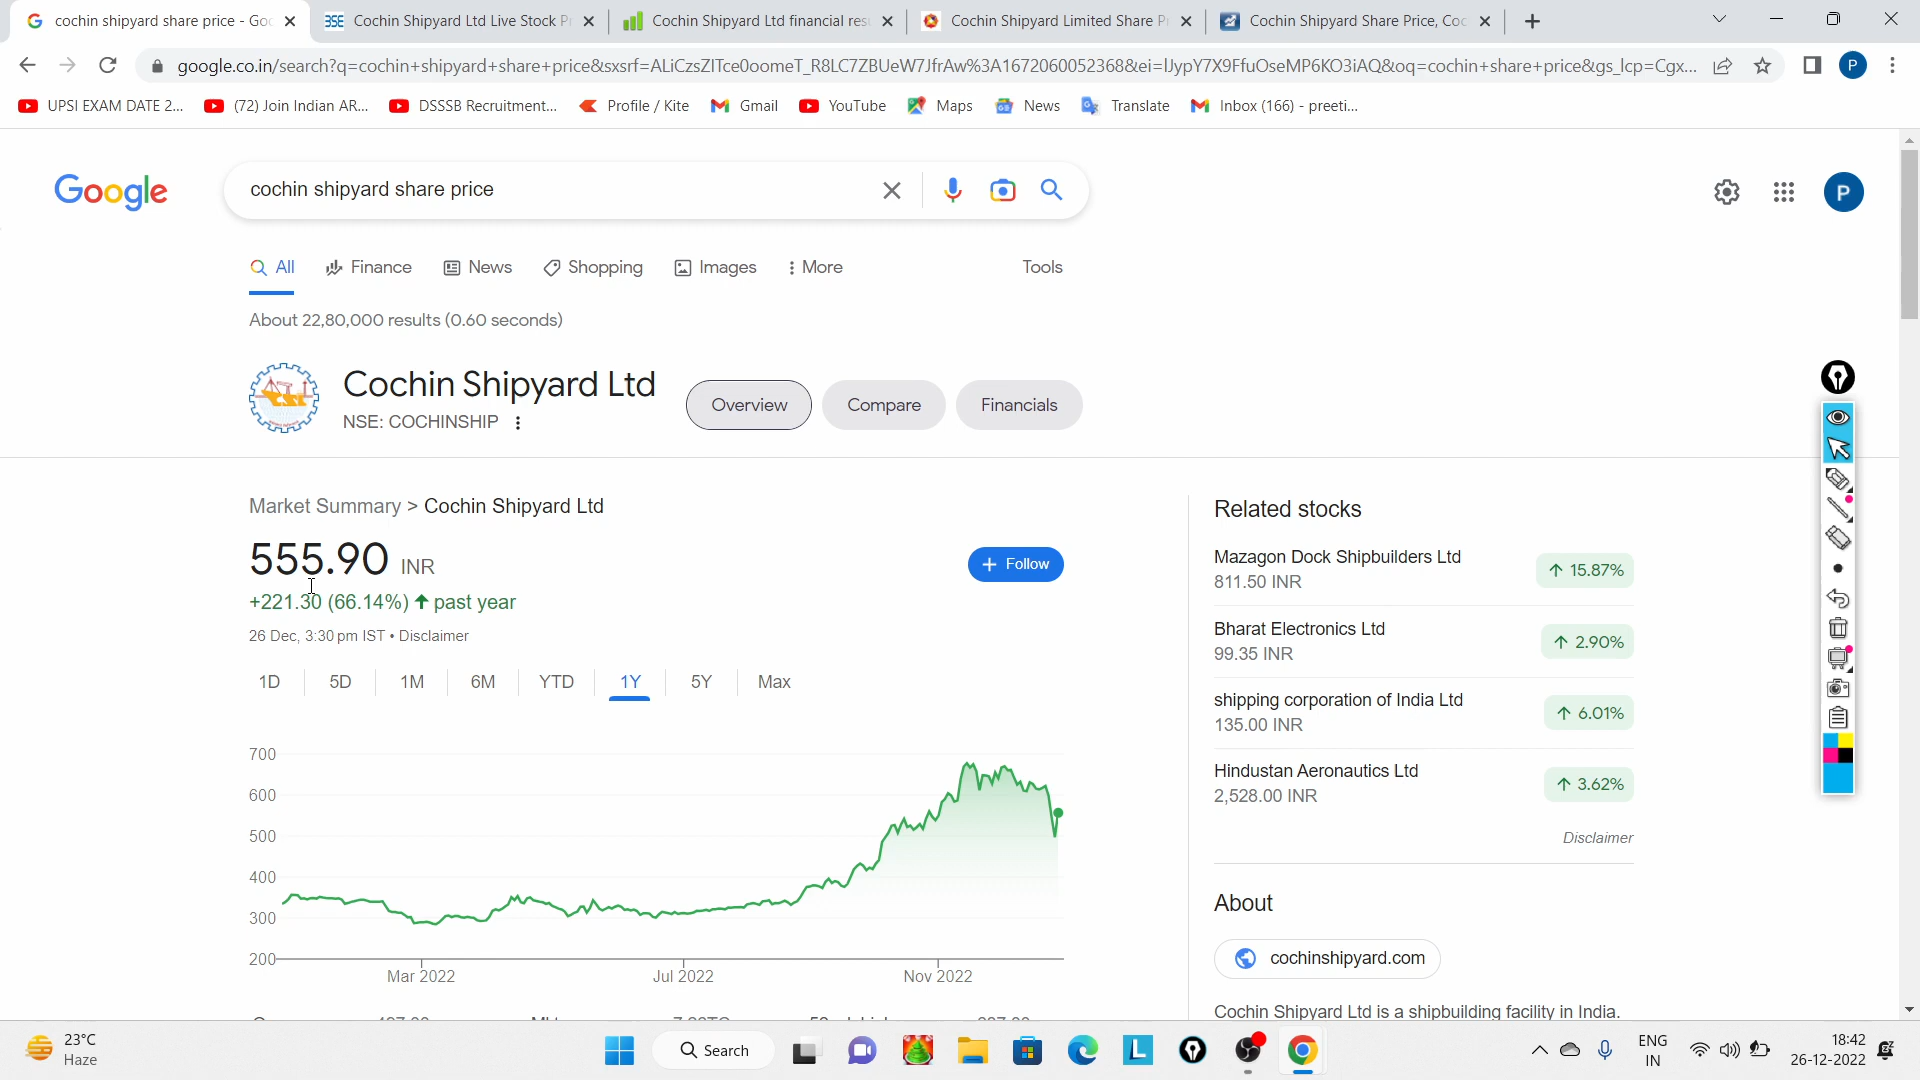 cochin shipyard share price - Goo
Cochin Shipyard Ltd Live Stock P
Cochin Shipyard Ltd financial res
Cochin Shipyard Limited Share P
Cochin Shipyard Share Price, Coc
google.co.in/search?q=cochin+shipyard+share+price&sxsrf=ALiCzsZITce0oomeT_R8LC7ZBUeW7JfrAw%3A1672060052368&ei=lJypY7X9FfuOseMP6KO3iAQ&oq=cochin+share+price&gs_lcp=Cgx...
P
UPSI EXAM DATE 2...
(72) Join Indian AR...
DSSSB Recruitment...
Profile / Kite
Gmail
YouTube
Maps
News
Translate
Inbox (166) - preeti...
Google
cochin shipyard share price
P
All
Finance
News
Shopping
Images
More
Tools
About 22,80,000 results (0.60 seconds)
Cochin Shipyard Ltd
NSE: COCHINSHIP
Overview
Compare
Financials
Market Summary > Cochin Shipyard Ltd
555.90 INR
+221.30 (66.14%) past year
26 Dec, 3:30 pm IST • Disclaimer
+ Follow
1D
5D
1M
6M
YTD
1Y
5Y
Max
700
600
500
400
300
200
Mar 2022
Jul 2022
Nov 2022
Related stocks
Mazagon Dock Shipbuilders Ltd
811.50 INR
15.87%
Bharat Electronics Ltd
99.35 INR
2.90%
shipping corporation of India Ltd
135.00 INR
6.01%
Hindustan Aeronautics Ltd
2,528.00 INR
3.62%
Disclaimer
About
cochinshipyard.com
Cochin Shipyard Ltd is a shipbuilding facility in India.
23°C
Haze
Search
ENG
IN
18:42
26-12-2022